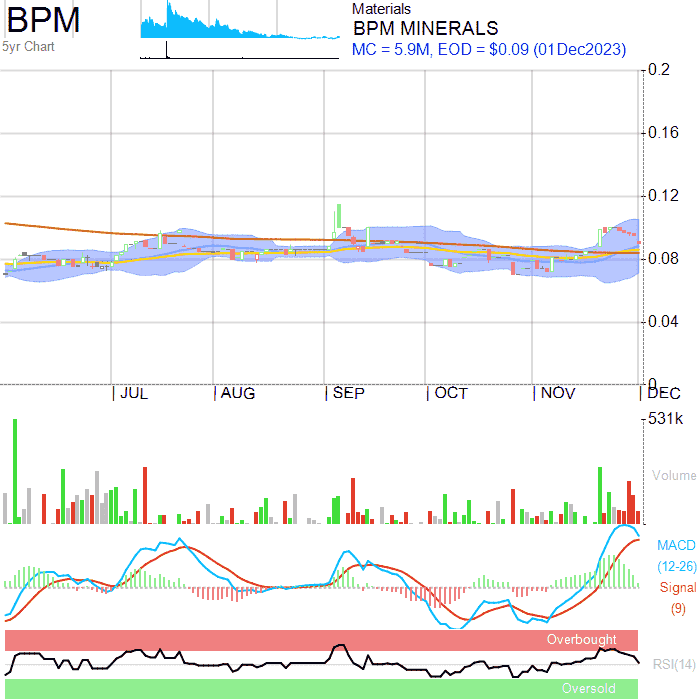 BPM
5yr Chart
Materials
BPM MINERALS
MC = 5.9M, EOD = $0.09 (01Dec2023)
0.2
0.16
0.12
0.08
0.04
0
JUL AUG SEP OCT NOV DEC
531k
Volume
MACD
(12-26)
Signal
(9)
Overbought
RSI(14)
Oversold